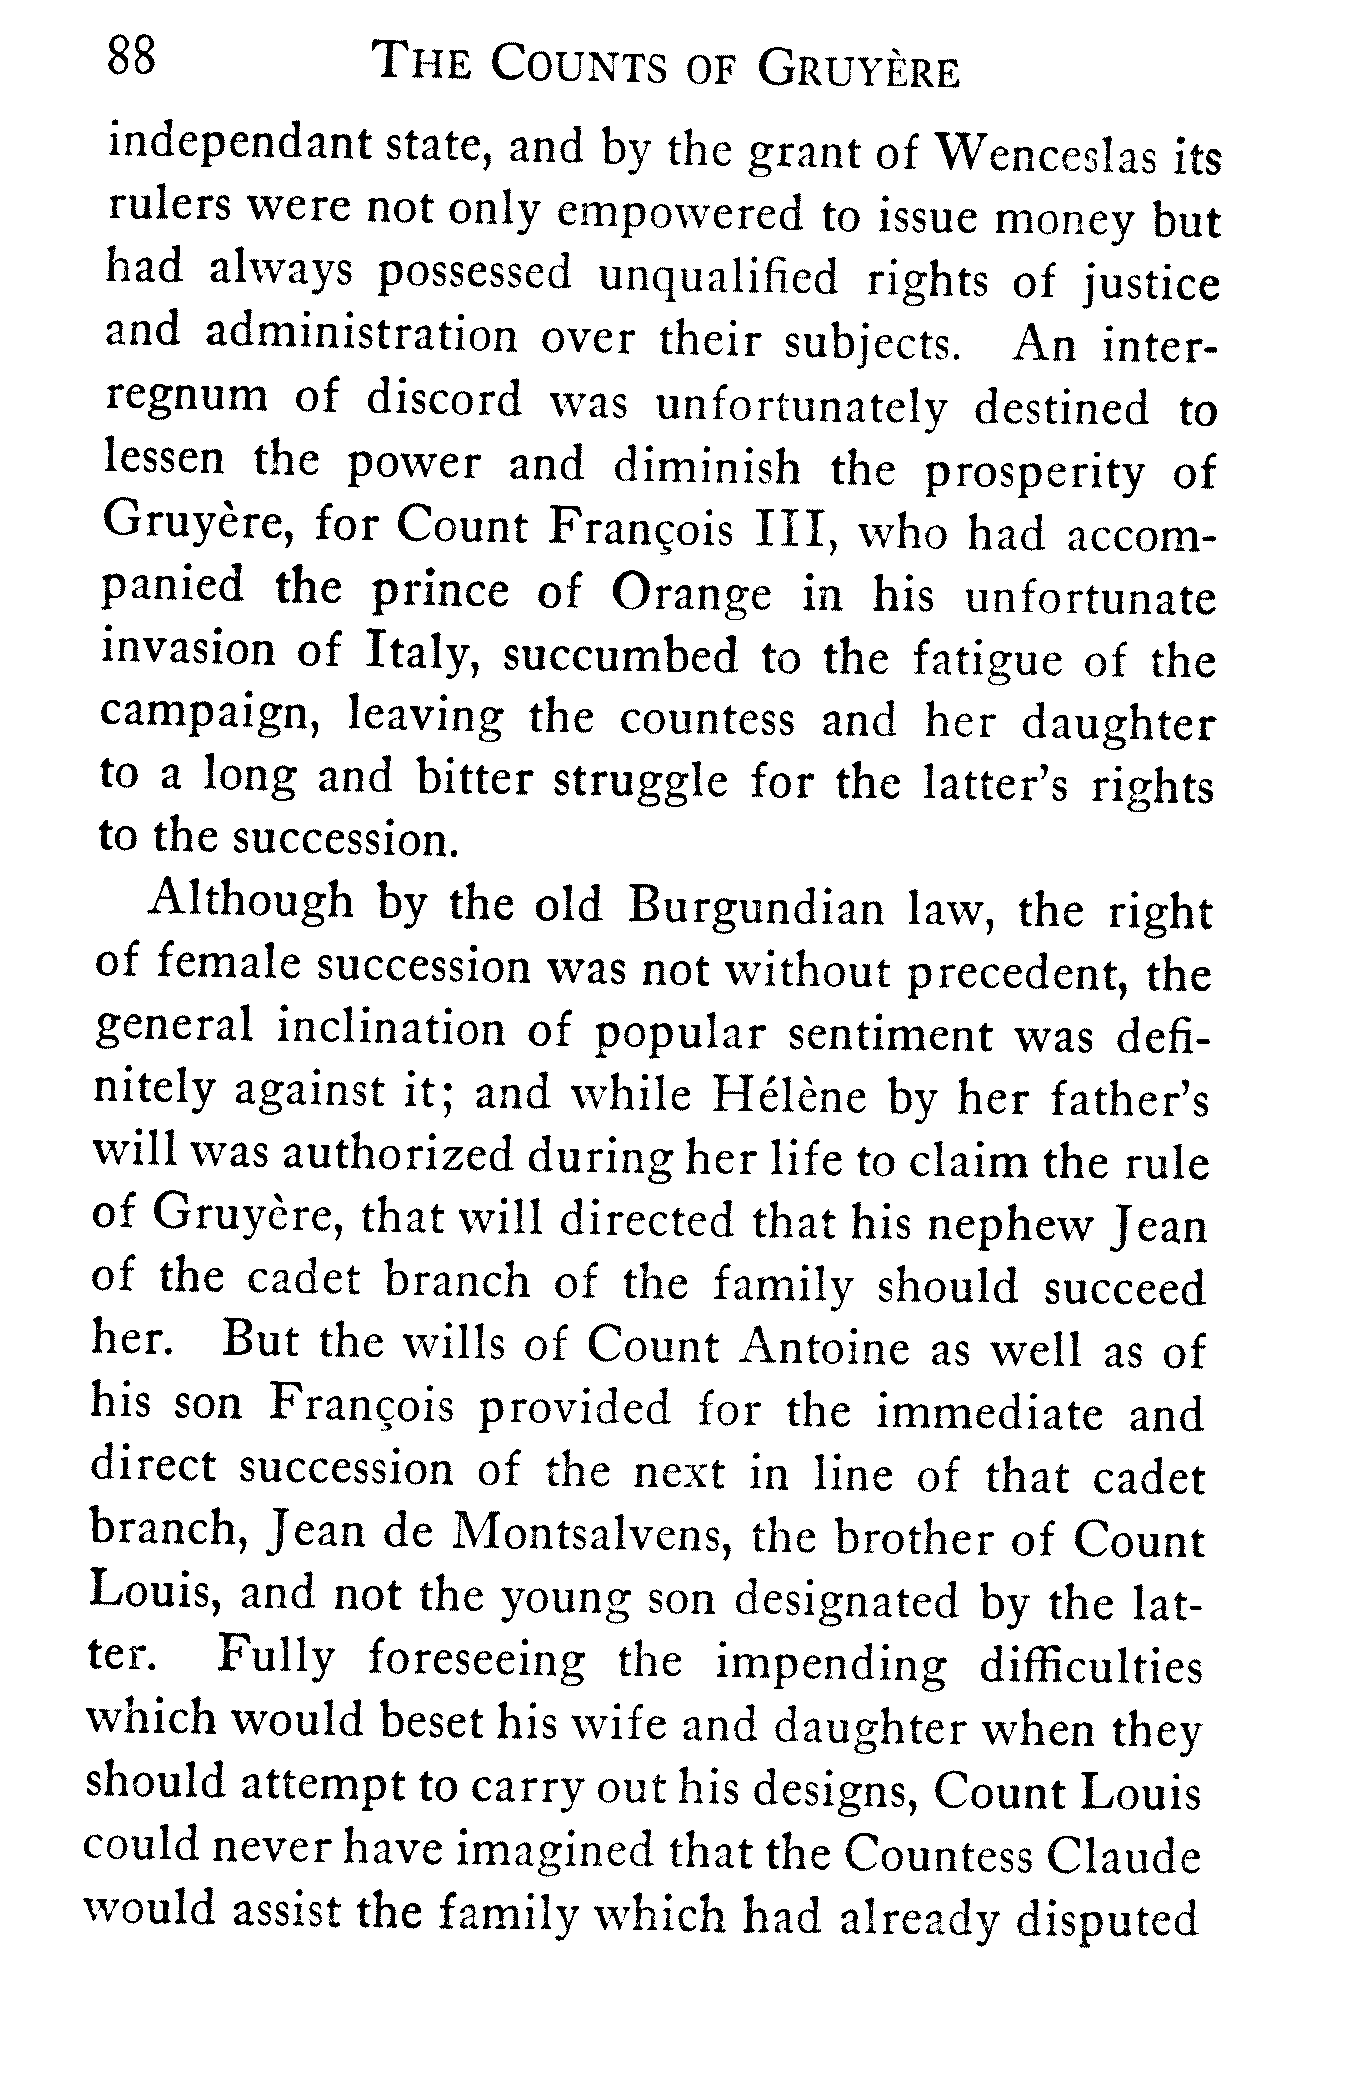 88 THE COUNTS OF GRUYÈRE
independant state, and by the grant of Wenceslas its
rulers were not only empowered to issue money but
had always possessed unqualified rights of justice
and administration over their subjects. An inter-
regnum of discord was unfortunately destined to
lessen the power and diminish the prosperity of
Gruyère, for Count François III, who had accom-
panied the prince of Orange in his unfortunate
invasion of Italy, succumbed to the fatigue of the
campaign, leaving the countess and her daughter
to a long and bitter struggle for the latter's rights
to the succession.
Although by the old Burgundian law, the right
of female succession was not without precedent, the
general inclination of popular sentiment was defi-
nitely against it; and while Hélène by her father's
will was authorized during her life to claim the rule
of Gruyère, that will directed that his nephew Jean
of the cadet branch of the family should succeed
her. But the wills of Count Antoine as well as of
his son François provided for the immediate and
direct succession of the next in line of that cadet
branch, Jean de Montsalvens, the brother of Count
Louis, and not the young son designated by the lat-
ter. Fully foreseeing the impending difficulties
which would beset his wife and daughter when they
should attempt to carry out his designs, Count Louis
could never have imagined that the Countess Claude
would assist the family which had already disputed